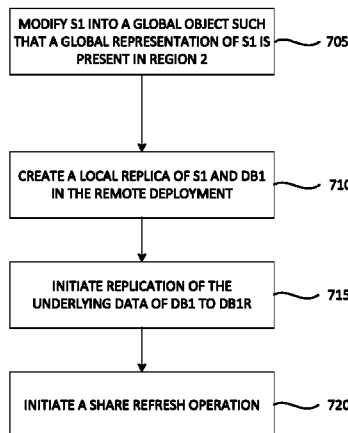 MODIFY S1 INTO A GLOBAL OBJECT SUCH
THAT A GLOBAL REPRESENTATION OF S1 IS
PRESENT IN REGION 2
705
CREATE A LOCAL REPLICA OF S1 AND DB1
IN THE REMOTE DEPLOYMENT
710
INITIATE REPLICATION OF THE
UNDERLYING DATA OF DB1 TO DB1R
715
INITIATE A SHARE REFRESH OPERATION
720